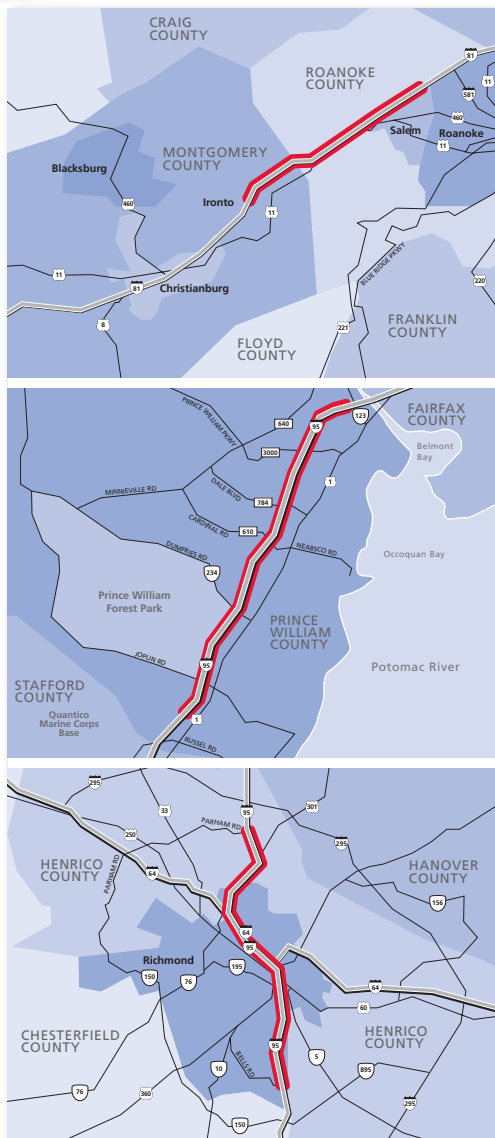 CRAIG
COUNTY
81
ROANOKE
COUNTY
11
581
460
Salem
Roanoke
11
MONTGOMERY
COUNTY
Blacksburg
Ironto
460
11
11
BLUE RIDGE PKWY
81
Christianburg
220
8
221
FRANKLIN
COUNTY
FLOYD
COUNTY
PRINCE WILLIAM PKWY
FAIRFAX
COUNTY
123
640
95
Belmont
Bay
3000
1
DALE BLVD
MINNIEVILLE RD
784
CARDINAL RD
610
NEABSCO RD
DUMFRIES RD
Occoquan Bay
234
Prince William
Forest Park
PRINCE
WILLIAM
COUNTY
JOPLIN RD
95
Potomac River
STAFFORD
COUNTY
Quantico
Marine Corps
Base
1
RUSSEL RD
295
33
95
301
PARHAM RD
250
295
HENRICO
COUNTY
PARHAM RD
64
HANOVER
COUNTY
156
64
95
Richmond
195
150
76
64
60
CHESTERFIELD
COUNTY
HENRICO
COUNTY
95
5
BELLS RD
10
895
76
360
295
150